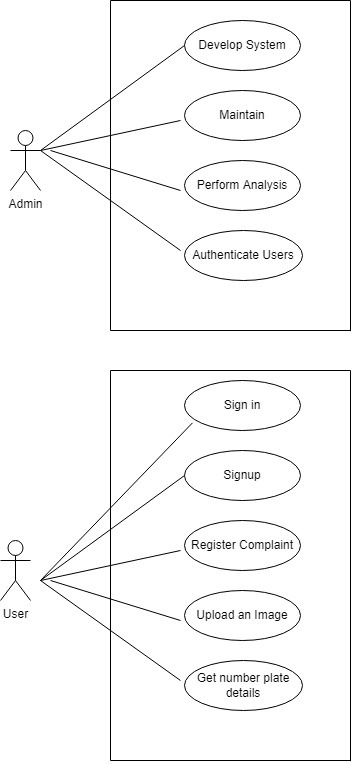 Develop System
Maintain
Perform Analysis
Admin
Authenticate Users
Sign in
Signup
Register Complaint
User
Upload an Image
Get number plate
details